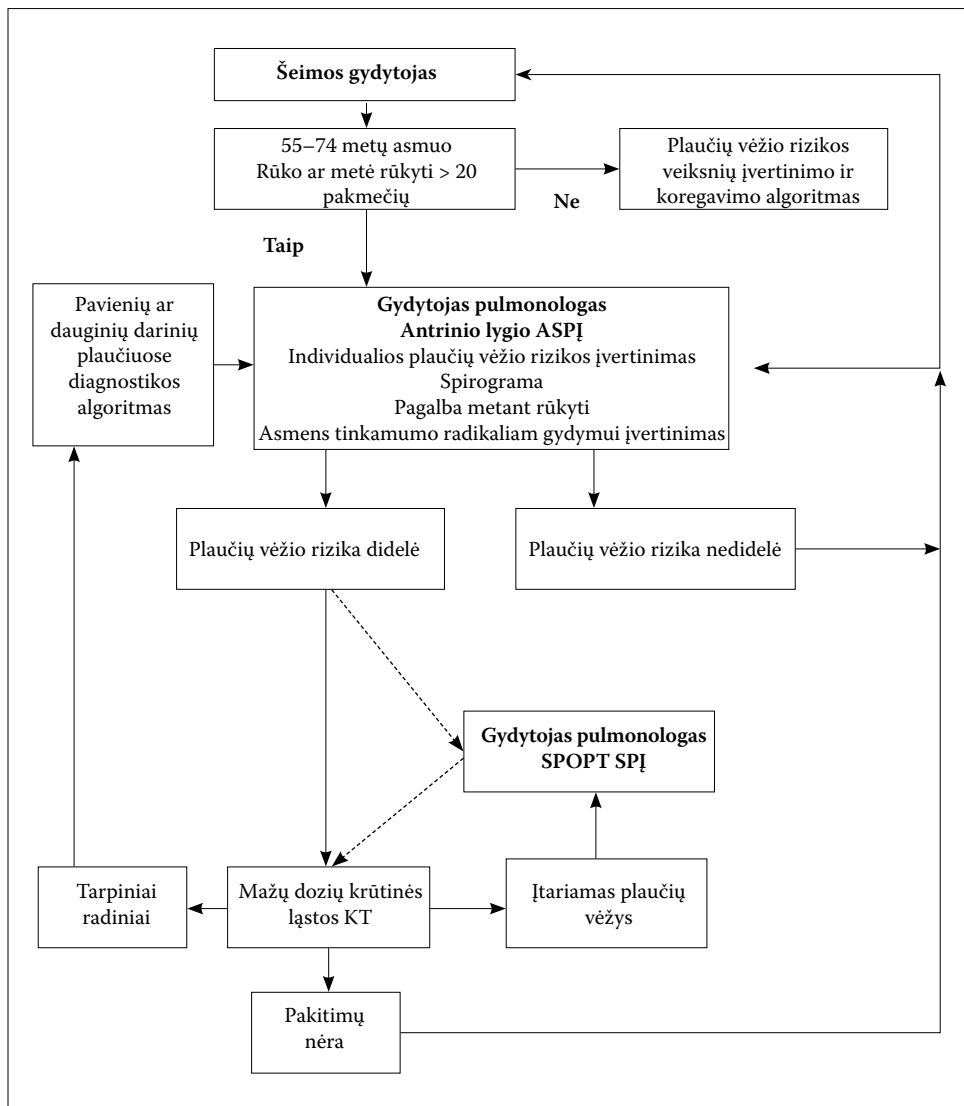 Šeimos gydytojas
55–74 metų asmuo
Rūko ar metė rūkyti > 20
pakmečių
Plaučių vėžio rizikos
veiksnių įvertinimo ir
koregavimo algoritmas
Ne
Taip
Pavienių ar
dauginių darinių
plaučiuose
diagnostikos
algoritmas
Gydytojas pulmonologas
Antrinio lygio ASPĮ
Individualios plaučių vėžio rizikos įvertinimas
Spirograma
Pagalba metant rūkyti
Asmens tinkamumo radikaliam gydymui įvertinimas
Plaučių vėžio rizika didelė
Plaučių vėžio rizika nedidelė
Gydytojas pulmonologas
SPOPT SPĮ
Tarpiniai
radiniai
Mažų dozių krūtinės
ląstos KT
Įtariamas plaučių
vėžys
Pakitimų
nėra